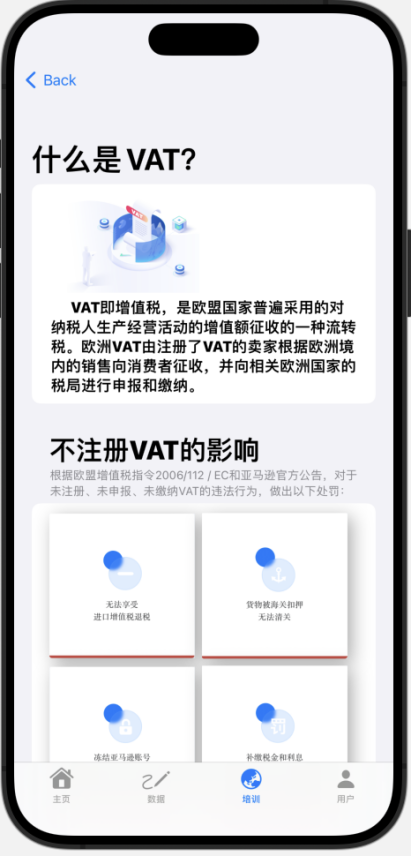 Back
什么是 VAT?
VAT
VAT即增值税，是欧盟国家普遍采用的对
纳税人生产经营活动的增值额征收的一种流转
税。欧洲VAT由注册了VAT的卖家根据欧洲境
内的销售向消费者征收，并向相关欧洲国家的
税局进行申报和缴纳。
不注册VAT的影响
根据欧盟增值税指令2006/112 / EC和亚马逊官方公告，对于
未注册、未申报、未缴纳VAT的违法行为，做出以下处罚：
无法享受
进口增值税退税
货物被海关扣押
无法清关
冻结亚马逊账号
罚
补缴税金和利息
主页
数据
培训
用户